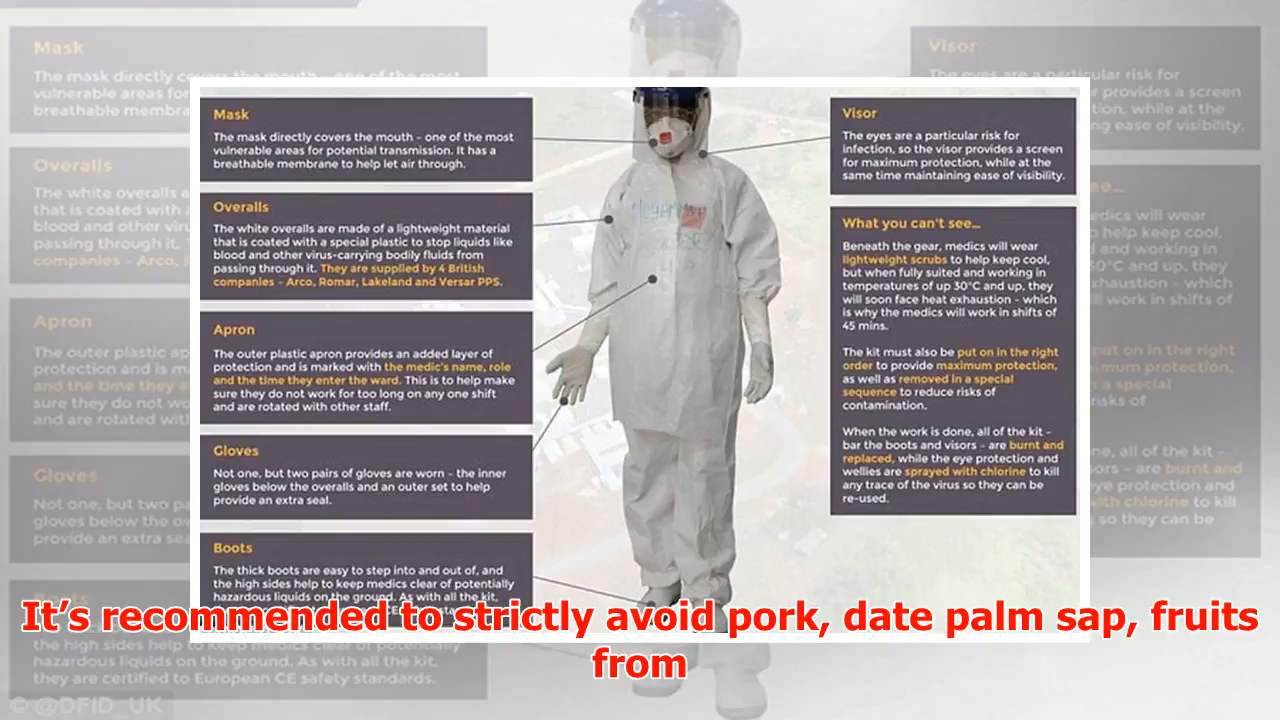 Mask
The mask directly covers the mouth – one of the most
vulnerable areas for potential transmission. It has a
breathable membrane to help let air through.
Overalls
The white overalls are made of a lightweight material
that is coated with a special plastic to stop liquids like
blood and other virus-carrying bodily fluids from
passing through it. They are supplied by 4 British
companies – Arco, Romar, Lakeland and Versar PPS.
Apron
The outer plastic apron provides an added layer of
protection and is marked with the medic's name, role
and the time they enter the ward. This is to help make
sure they do not work for too long on any one shift
and are rotated with other staff.
Gloves
Not one, but two pairs of gloves are worn – the inner
gloves below the overalls and an outer set to help
provide an extra seal.
Boots
The thick boots are easy to step into and out of, and
the high sides help to keep medics clear of potentially
hazardous liquids on the ground. As with all the kit,
they are certified to European CE safety standards.
Visor
The eyes are a particular risk for
infection, so the visor provides a screen
for maximum protection, while at the
same time maintaining ease of visibility.
What you can't see...
Beneath the gear, medics will wear
lightweight scrubs to help keep cool,
but when fully suited and working in
temperatures of up 30°C and up, they
will soon face heat exhaustion – which
is why the medics will work in shifts of
45 mins.
The kit must also be put on in the right
order to provide maximum protection,
as well as removed in a special
sequence to reduce risks of
contamination.
When the work is done, all of the kit –
bar the boots and visors – are burnt and
replaced, while the eye protection and
wellies are sprayed with chlorine to kill
any trace of the virus so they can be
re-used.
It’s recommended to strictly avoid pork, date palm sap, fruits
from
© @DFID_UK